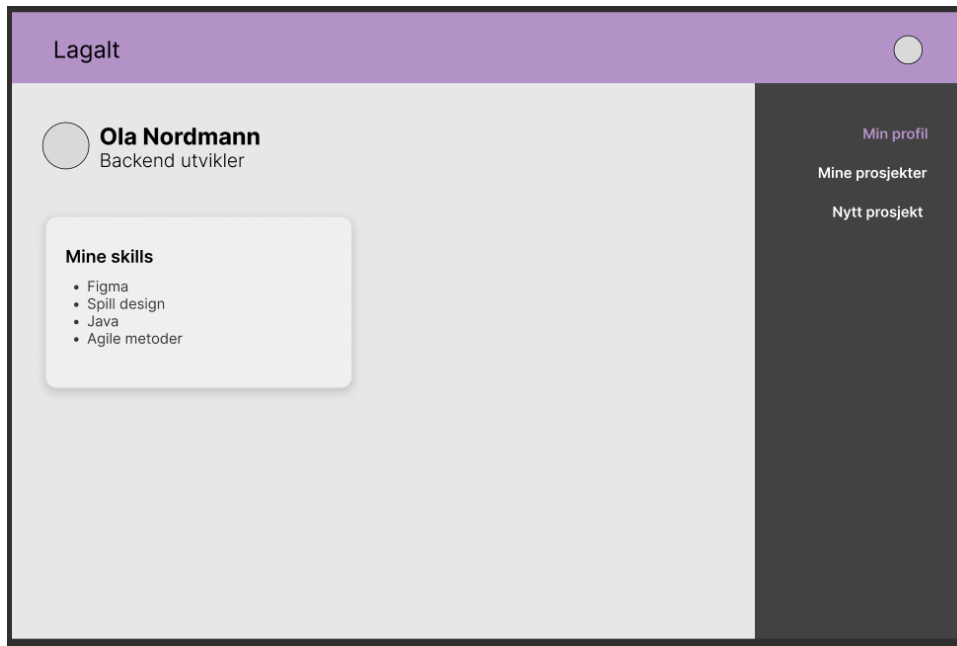 Lagalt
Ola Nordmann
Backend utvikler
Mine skills
• Figma
• Spill design
• Java
• Agile metoder
Min profil
Mine prosjekter
Nytt prosjekt